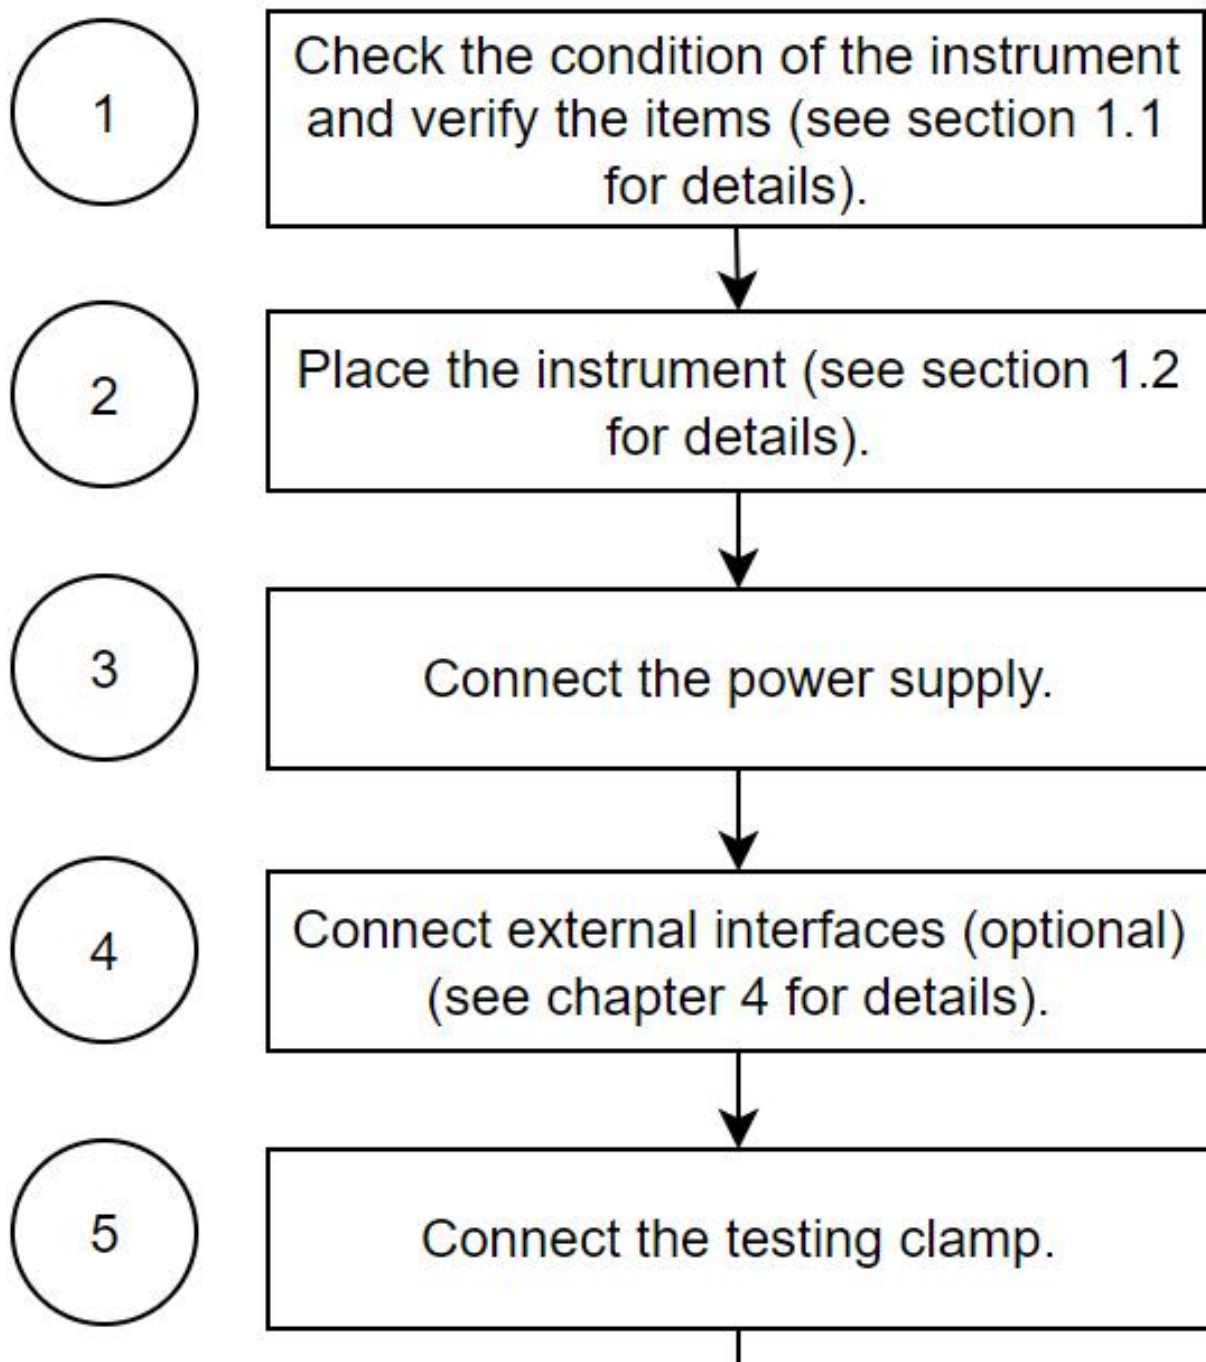 1
Check the condition of the instrument
and verify the items (see section 1.1
for details).
2
Place the instrument (see section 1.2
for details).
3
Connect the power supply.
4
Connect external interfaces (optional)
(see chapter 4 for details).
5
Connect the testing clamp.